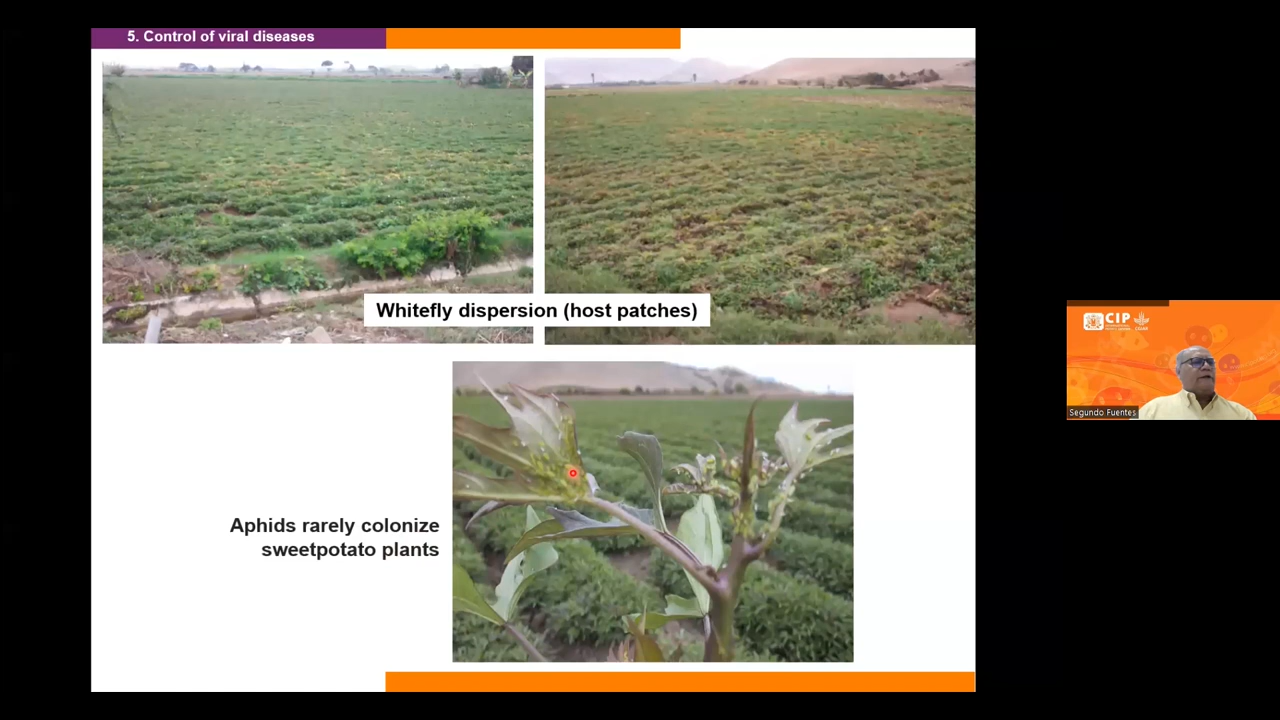 5. Control of viral diseases
Whitefly dispersion (host patches)
Aphids rarely colonize
sweetpotato plants
CIP
Segundo Fuentes